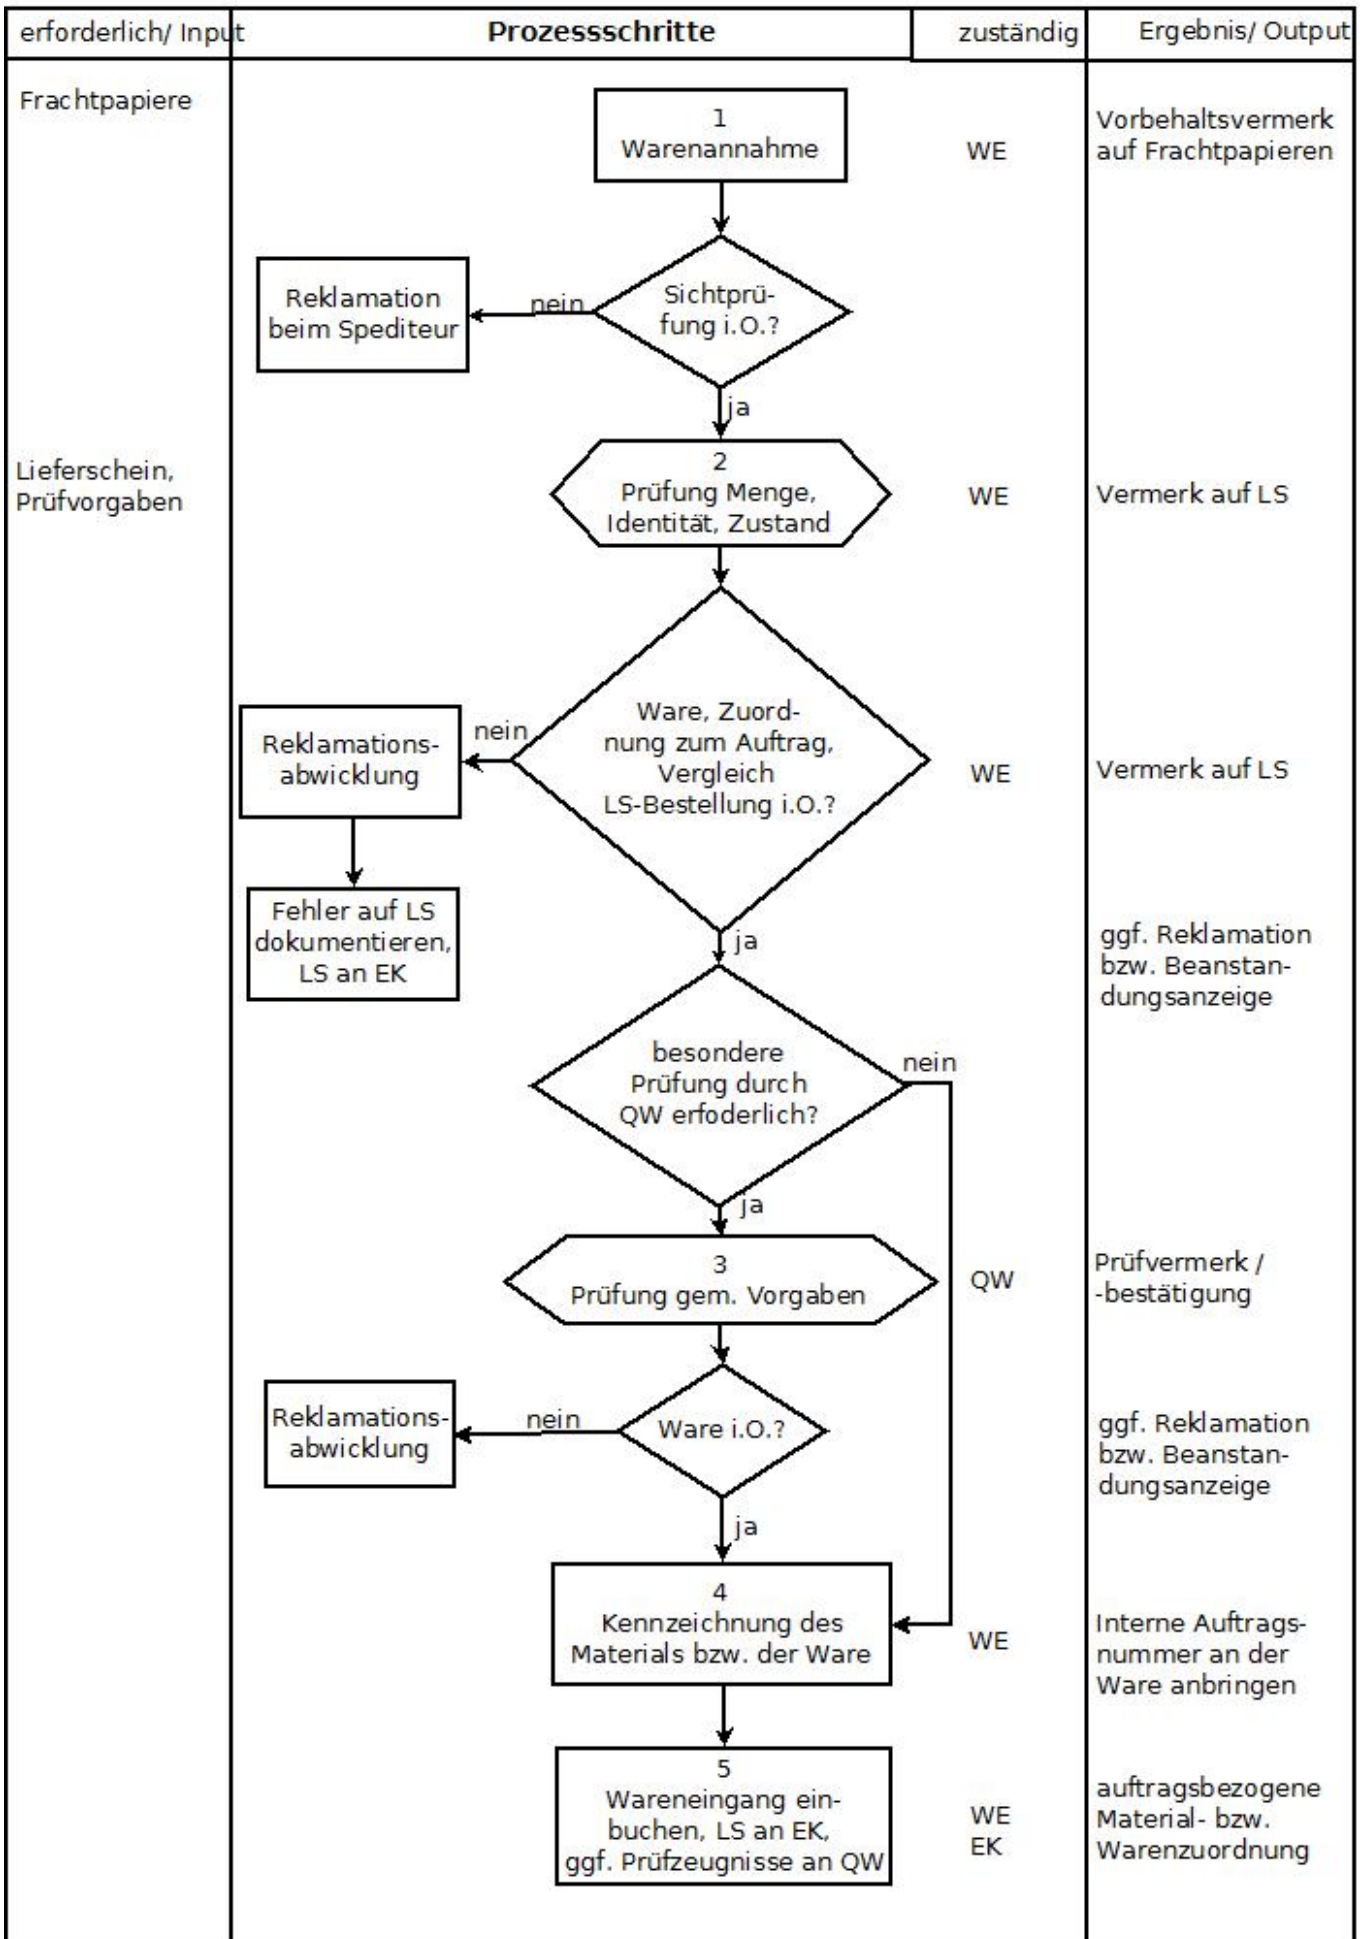 erforderlich/ Input
Prozessschritte
zuständig
Ergebnis/ Output
Frachtpapiere
1
Warenannahme
WE
Vorbehaltsvermerk
auf Frachtpapieren
Sichtprü-
fung i.O.?
nein
Reklamation
beim Spediteur
ja
Lieferschein,
Prüfvorgaben
2
Prüfung Menge,
Identität, Zustand
WE
Vermerk auf LS
Ware, Zuord-
nung zum Auftrag,
Vergleich
LS-Bestellung i.O.?
nein
Reklamations-
abwicklung
WE
Vermerk auf LS
Fehler auf LS
dokumentieren,
LS an EK
ja
ggf. Reklamation
bzw. Beanstan-
dungsanzeige
besondere
Prüfung durch
QW erfoderlich?
nein
ja
3
Prüfung gem. Vorgaben
QW
Prüfvermerk /
-bestätigung
Ware i.O.?
nein
Reklamations-
abwicklung
ggf. Reklamation
bzw. Beanstan-
dungsanzeige
ja
4
Kennzeichnung des
Materials bzw. der Ware
WE
Interne Auftrags-
nummer an der
Ware anbringen
5
Wareneingang ein-
buchen, LS an EK,
ggf. Prüfzeugnisse an QW
WE
EK
auftragsbezogene
Material- bzw.
Warenzuordnung